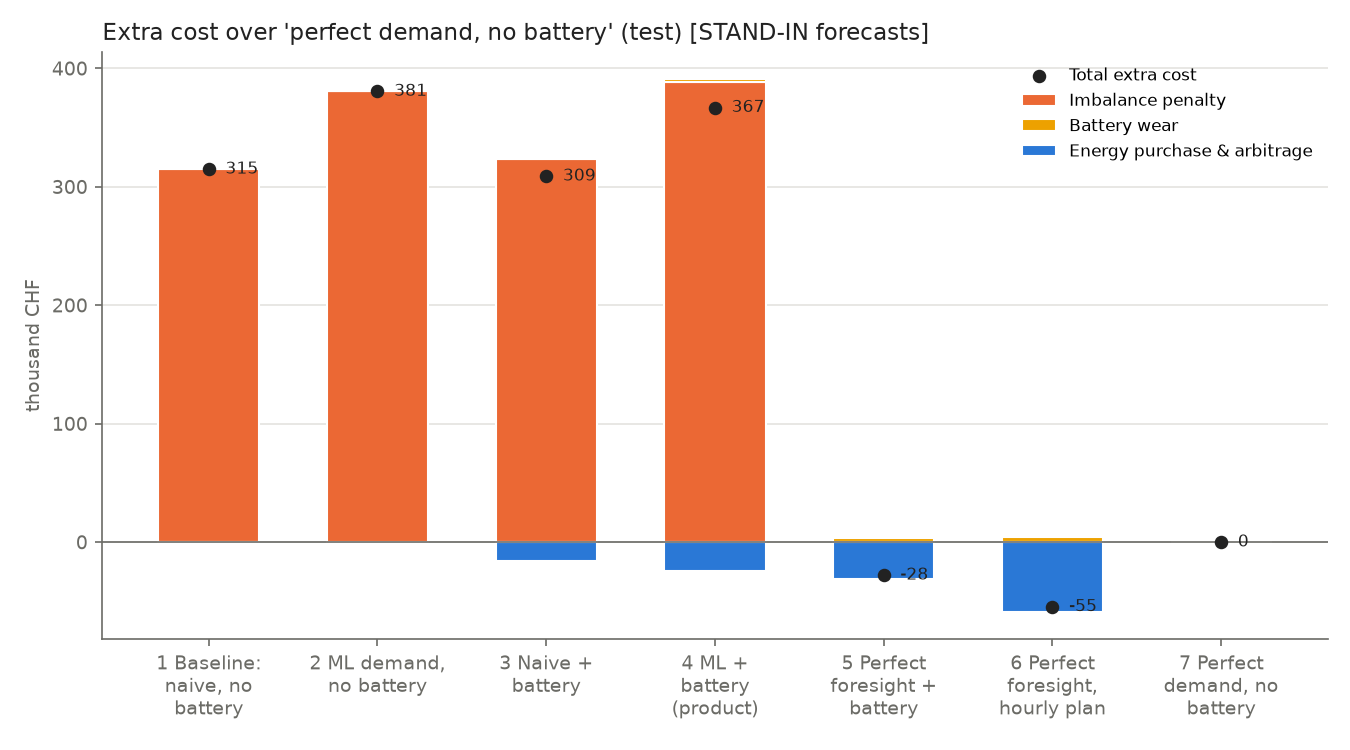 Extra cost over 'perfect demand, no battery' (test) [STAND-IN forecasts]
Total extra cost
Imbalance penalty
Battery wear
Energy purchase & arbitrage
thousand CHF
400
300
200
100
0
315
381
309
367
-28
-55
0
1 Baseline:
naive, no
battery
2 ML demand,
no battery
3 Naive +
battery
4 ML +
battery
(product)
5 Perfect
foresight +
battery
6 Perfect
foresight,
hourly plan
7 Perfect
demand, no
battery